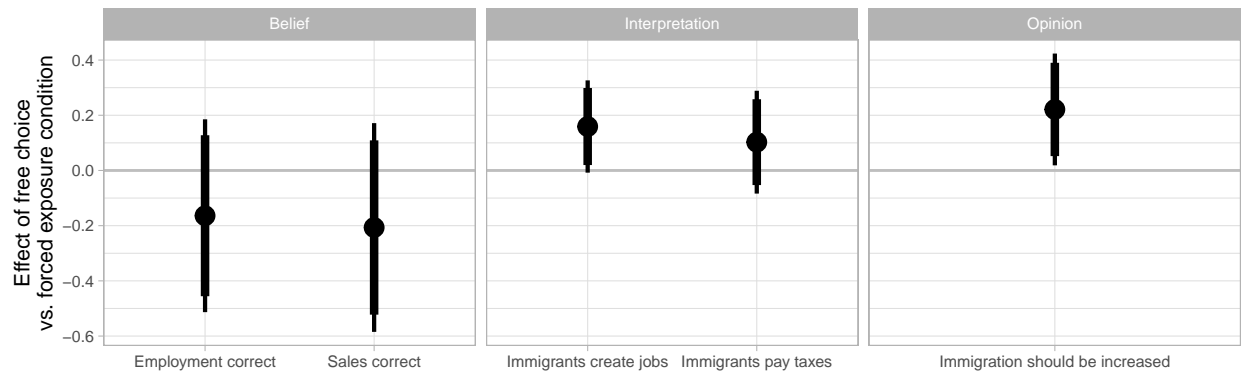 Belief
Interpretation
Opinion
Effect of free choice
vs. forced exposure condition
0.4
0.2
0.0
−0.2
−0.4
−0.6
Employment correct
Sales correct
Immigrants create jobs
Immigrants pay taxes
Immigration should be increased